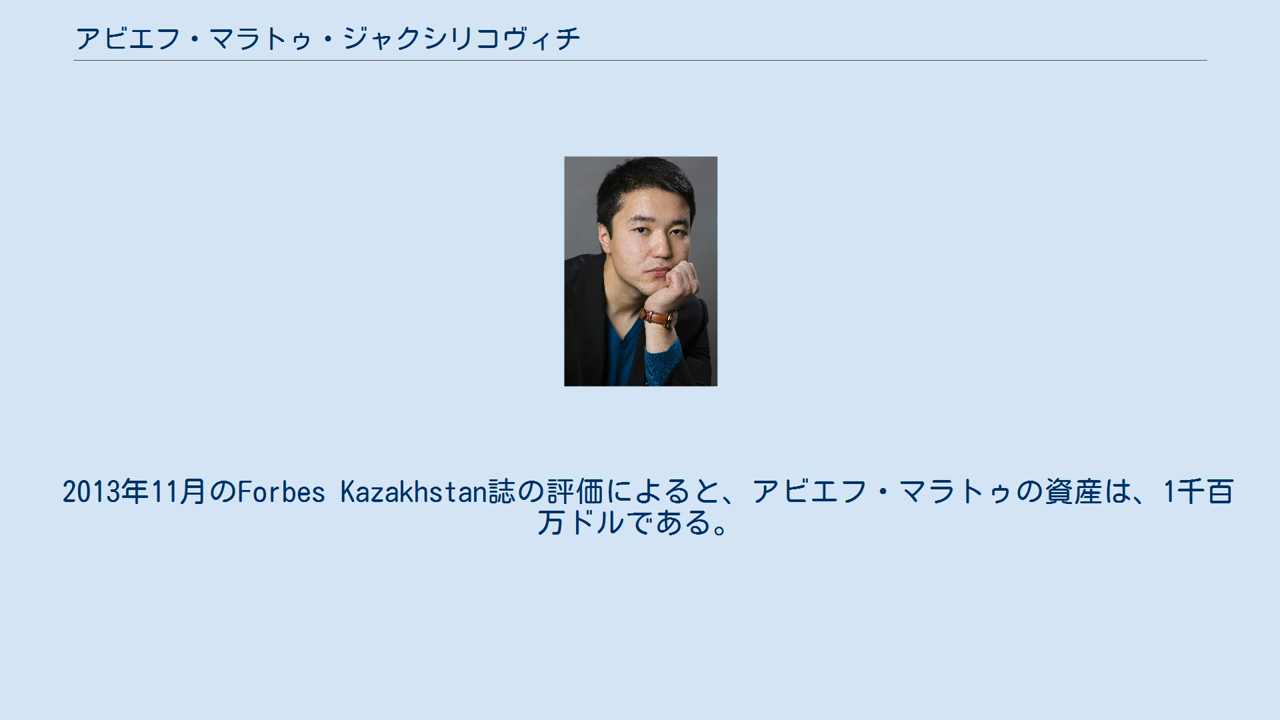 アビエフ・マラトゥ・ジャクシリコヴィチ
2013年11月のForbes Kazakhstan誌の評価によると、アビエフ・マラトゥの資産は、1千百
万ドルである。